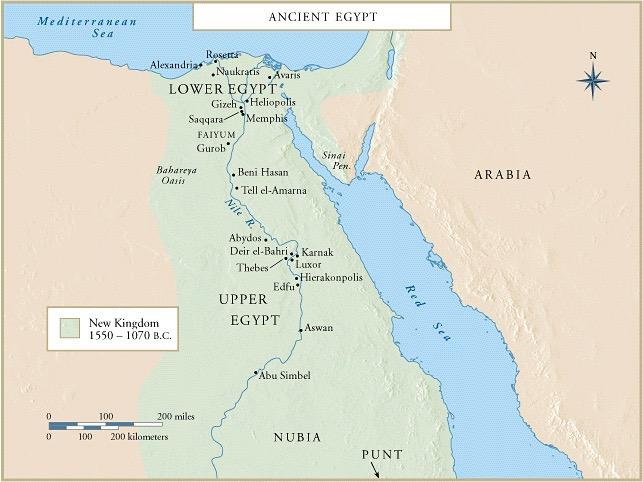 ANCIENT EGYPT
Mediterranean
Sea
Rosetta
Alexandria
Naukratis
Avaris
LOWER EGYPT
Gizeh
Heliopolis
Saqqara
Memphis
FAIYUM
Gurob
Bahareya
Oasis
Beni Hasan
Tell el-Amarna
Nile R.
Sinai
Pen.
N
ARABIA
Abydos
Deir el-Bahri
Karnak
Thebes
Luxor
Hierakonpolis
Edfu
UPPER
EGYPT
Red Sea
Aswan
New Kingdom
1550 – 1070 B.C.
Abu Simbel
0 100 200 miles
0 100 200 kilometers
NUBIA
PUNT